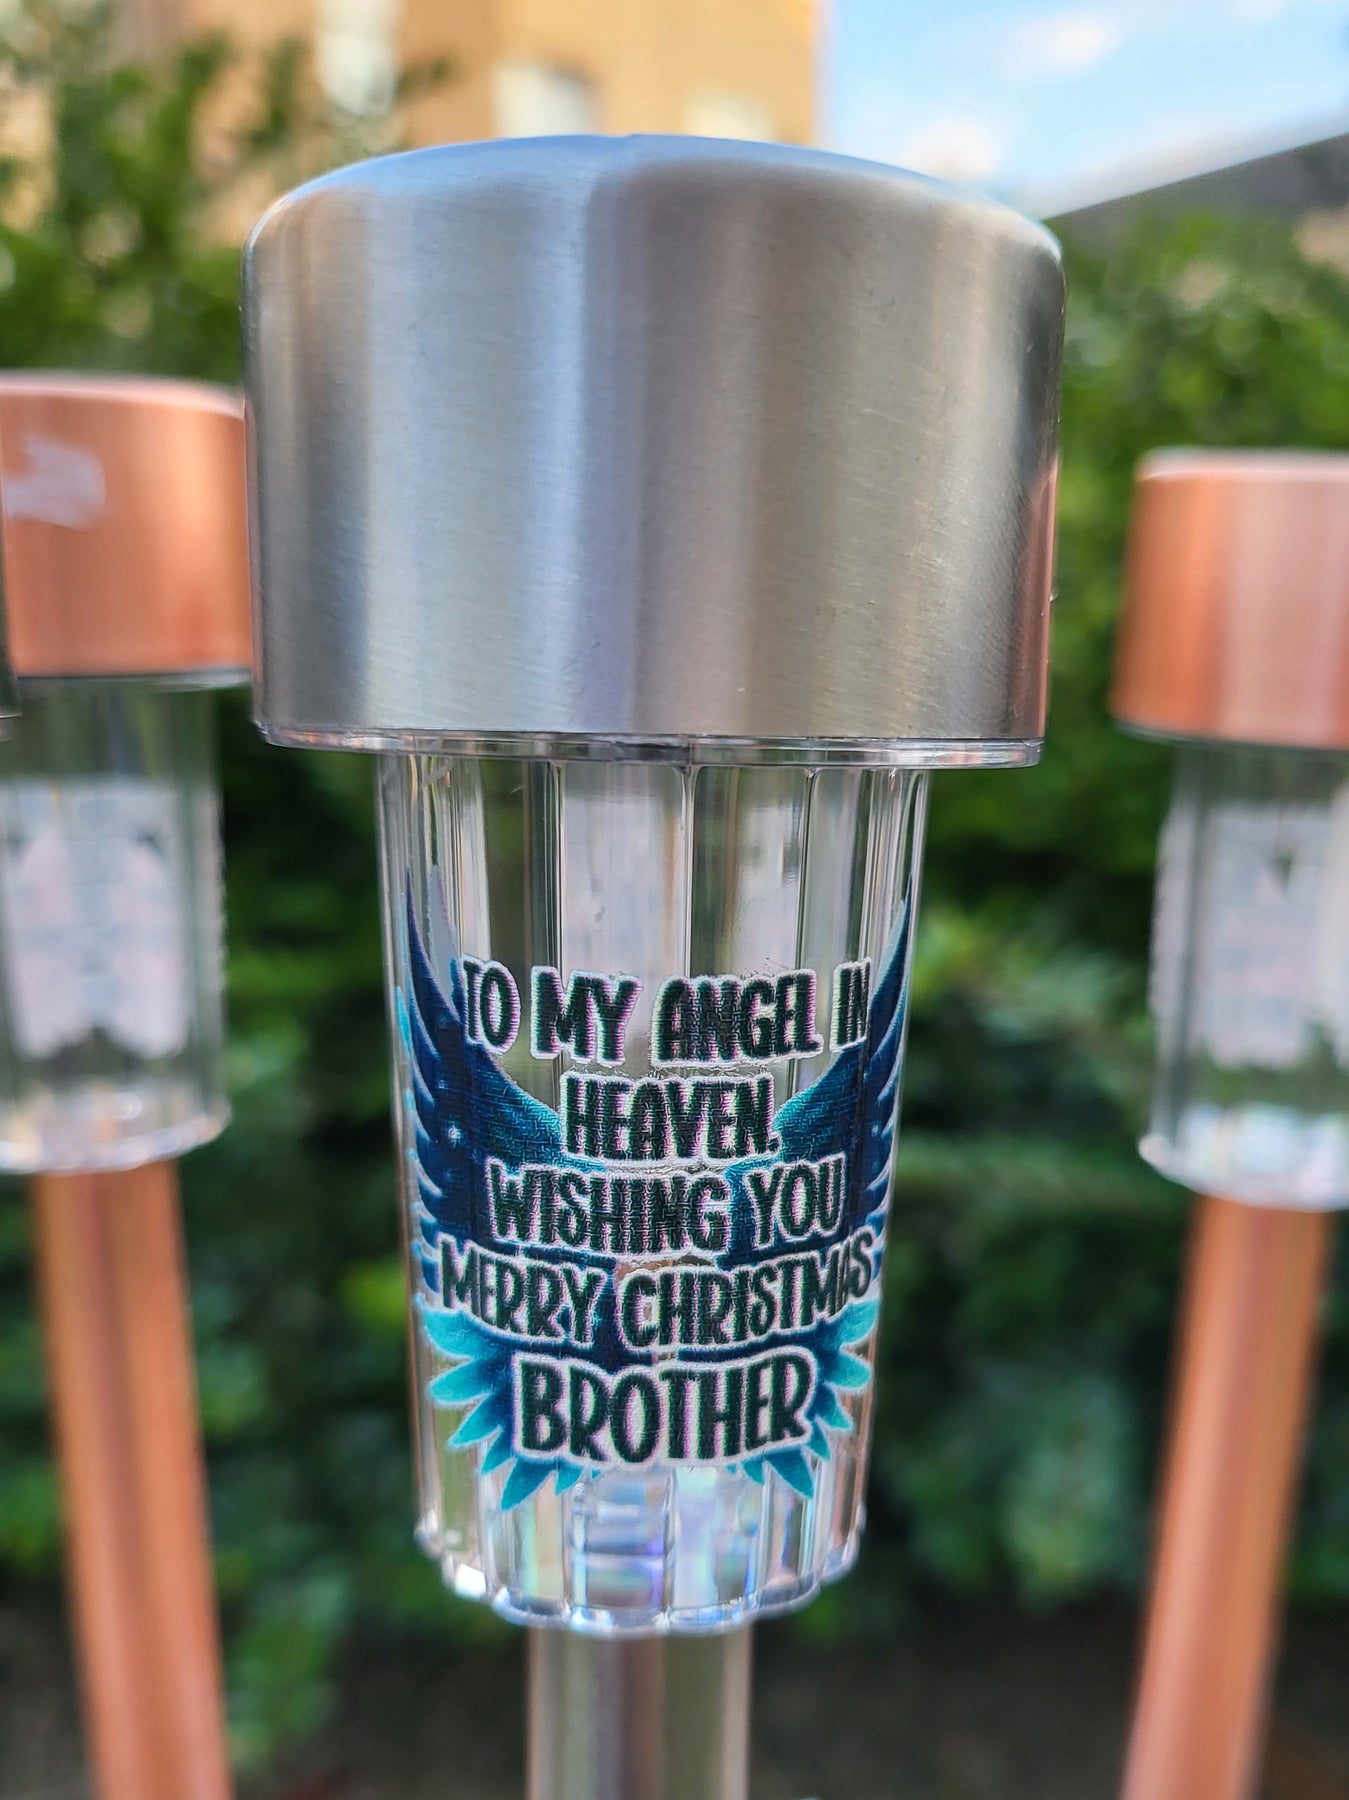 TO MY ANGEL IN
HEAVEN.
WISHING YOU
MERRY CHRISTMAS
BROTHER